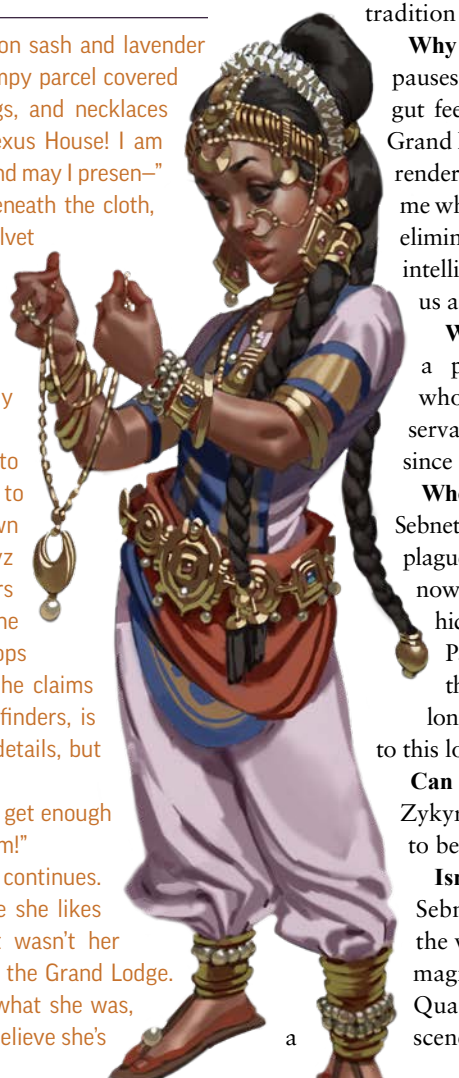 on sash and lavender
mpy parcel covered
gs, and necklaces
exus House! I am
nd may I presen—”
eneath the cloth,
lvet
y
to
to
wn
yz
rs
he
ops
he claims
finders, is
details, but
get enough
m!”
continues.
e she likes
t wasn't her
the Grand Lodge.
what she was,
elieve she's
a
tradition
Why
pauses
gut fee
Grand
render
me wh
elimin
intelli
us a
W
a p
who
serva
since
Whe
Sebnet
plague
now
hid
P
th
lon
to this lo
Can
Zykyr
to be
Isn
Sebn
the v
magi
Qua
scene